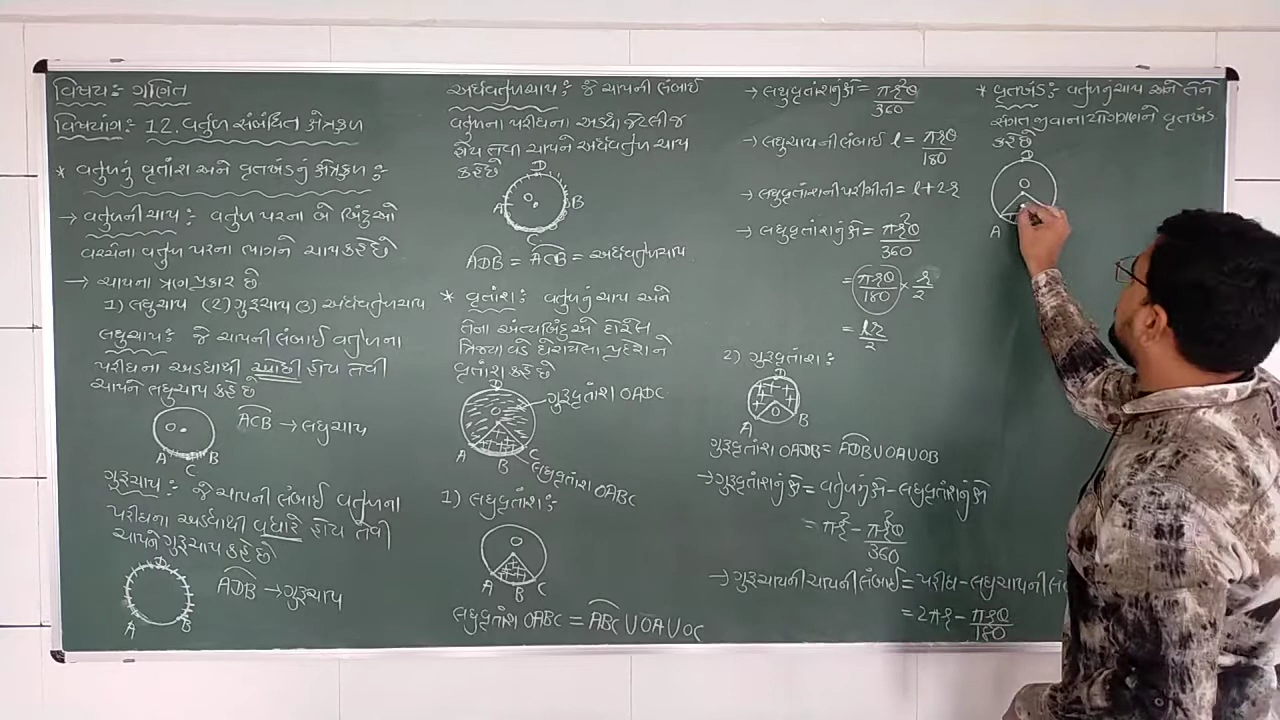 વિષય:- ગણિત
વિષયાંગ:- 12. વર્તુળ સંબંધિત ક્ષેત્રફળ
* વર્તુળનું વૃતાંશ અને વૃતખંડનું ક્ષેત્રફળ:-
→ વર્તુળની ચાપ:- વર્તુળ પરના બે બિંદુઓ
વચ્ચેના વર્તુળ પરના ભાગને ચાપ કહે છે
→ ચાપના ત્રણ પ્રકાર છે
1) લઘુચાપ (2) ગુરૂચાપ (3) અર્ધવર્તુળચાપ
લઘુચાપ:- જે ચાપની લંબાઈ વર્તુળના
પરીઘના અડધાથી ઓછી હોય તેવી
ચાપને લઘુચાપ કહે છે
O
A C B
ACB → લઘુચાપ
ગુરૂચાપ:- જે ચાપની લંબાઈ વર્તુળના
પરીઘના અડધાથી વધારે હોય તેવી
ચાપને ગુરૂચાપ કહે છે
D
A B
ADB → ગુરૂચાપ
અર્ધવર્તુળચાપ:- જે ચાપની લંબાઈ
વર્તુળના પરીઘના અડધા જેટલી જ
હોય તેવી ચાપને અર્ધવર્તુળ ચાપ
કહે છે
D
O
A B
C
ADB = ACB = અર્ધવર્તુળચાપ
* વૃતાંશ:- વર્તુળનું ચાપ અને
તેના અંત્યબિંદુએ દોરેલ
ત્રિજ્યા વડે ઘેરાયેલા પ્રદેશને
વૃતાંશ કહે છે
D
O
ગુરૂવૃતાંશ OADC
A B C
લઘુવૃતાંશ OABC
1) લઘુવૃતાંશ:-
O
A B C
લઘુવૃતાંશ OABC = ABC ∪ OA ∪ OC
→ લઘુવૃતાંશનું ક્ષે = πr²θ/360
→ લઘુચાપની લંબાઈ l = πrθ/180
→ લઘુવૃતાંશની પરીમીતી = l + 2r
→ લઘુવૃતાંશનું ક્ષે = πr²θ/360
= πrθ/180 × r/2
= lr/2
2) ગુરૂવૃતાંશ:-
D
O
A B
ગુરૂવૃતાંશ OADB = ADB ∪ OA ∪ OB
→ ગુરૂવૃતાંશનું ક્ષે = વર્તુળનું ક્ષે - લઘુવૃતાંશનું ક્ષે
= πr² - πr²θ/360
→ ગુરૂચાપની ચાપની લંબાઈ = પરીઘ - લઘુચાપની
= 2πr - πrθ/180
* વૃતખંડ:- વર્તુળનું ચાપ અને તેને
સંગત જીવાના યોગગણને વૃતખંડ
કહે છે
D
O
A